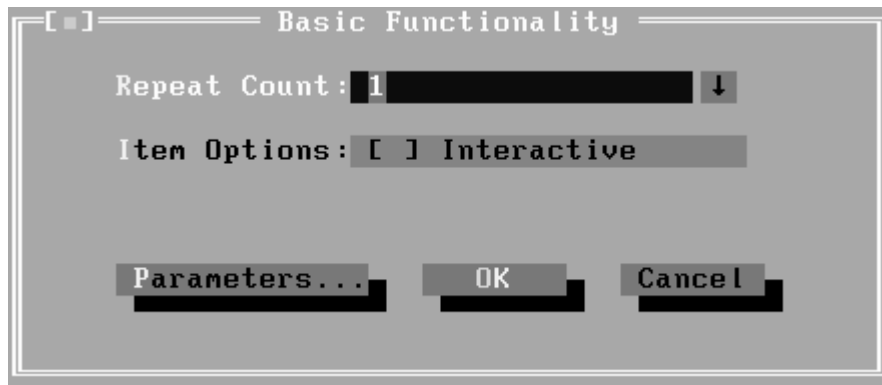 [■] Basic Functionality
Repeat Count: 1 ↓
Item Options: [ ] Interactive
Parameters... OK Cancel